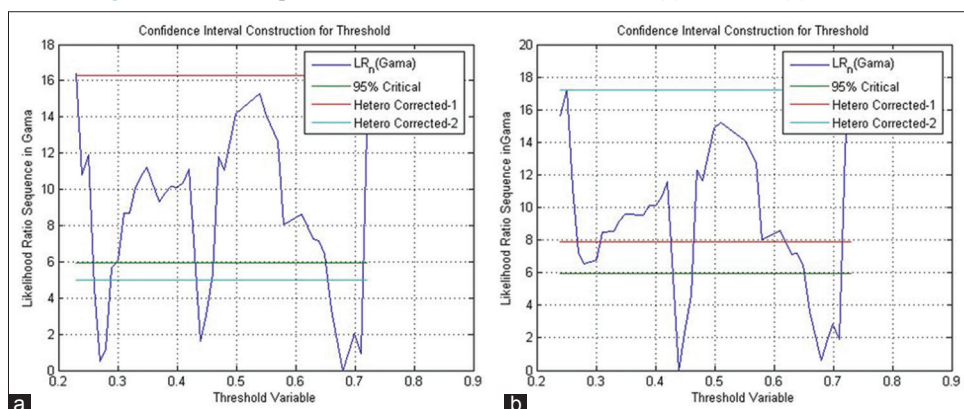 Confidence Interval Construction for Threshold
18
16
14
12
10
8
6
4
2
0
Likelihood Ratio Sequence in Gama
LRn(Gama)
95% Critical
Hetero Corrected-1
Hetero Corrected-2
0.2 0.3 0.4 0.5 0.6 0.7 0.8 0.9
Threshold Variable
a
Confidence Interval Construction for Threshold
20
18
16
14
12
10
8
6
4
2
0
Likelihood Ratio Sequence inGama
LRn(Gama)
95% Critical
Hetero Corrected-1
Hetero Corrected-2
0.2 0.3 0.4 0.5 0.6 0.7 0.8 0.9
Threshold Variable
b